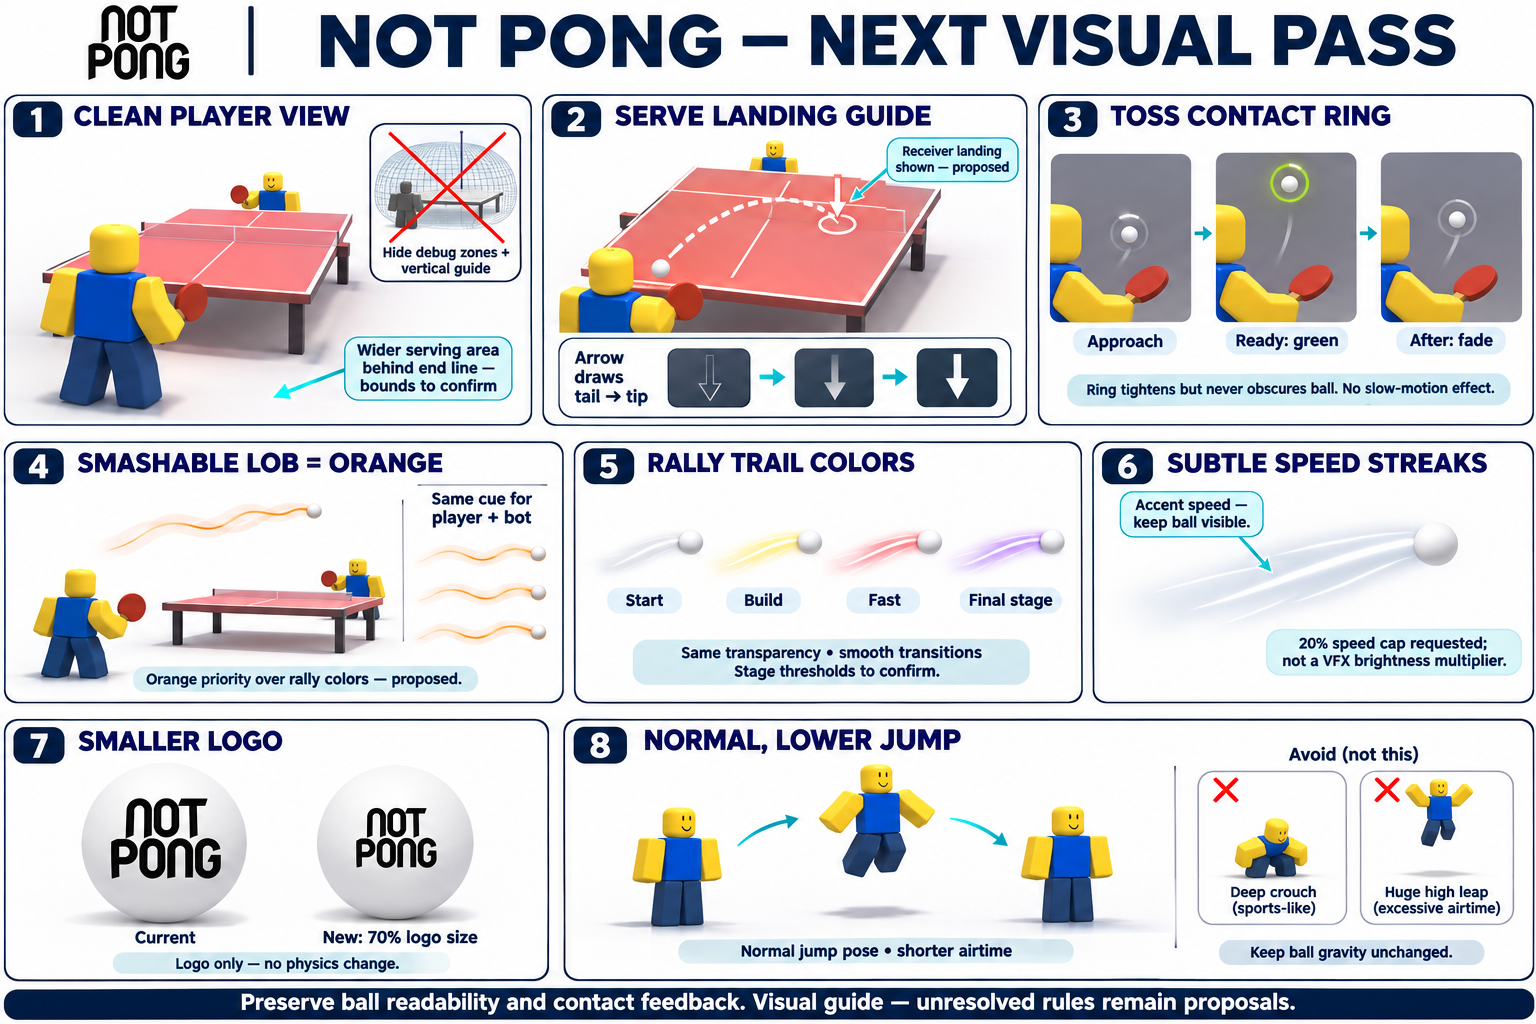 NOT
PONG
NOT PONG — NEXT VISUAL PASS
1 CLEAN PLAYER VIEW
Hide debug zones +
vertical guide
Wider serving area
behind end line —
bounds to confirm
2 SERVE LANDING GUIDE
Receiver landing
shown — proposed
Arrow
draws
tail → tip
3 TOSS CONTACT RING
Approach
Ready: green
After: fade
Ring tightens but never obscures ball. No slow-motion effect.
4 SMASHABLE LOB = ORANGE
Same cue for
player + bot
Orange priority over rally colors — proposed.
5 RALLY TRAIL COLORS
Start
Build
Fast
Final stage
Same transparency • smooth transitions
Stage thresholds to confirm.
6 SUBTLE SPEED STREAKS
Accent speed —
keep ball visible.
20% speed cap requested;
not a VFX brightness multiplier.
7 SMALLER LOGO
NOT
PONG
NOT
PONG
Current
New: 70% logo size
Logo only — no physics change.
8 NORMAL, LOWER JUMP
Normal jump pose • shorter airtime
Avoid (not this)
Deep crouch
(sports-like)
Huge high leap
(excessive airtime)
Keep ball gravity unchanged.
Preserve ball readability and contact feedback. Visual guide — unresolved rules remain proposals.